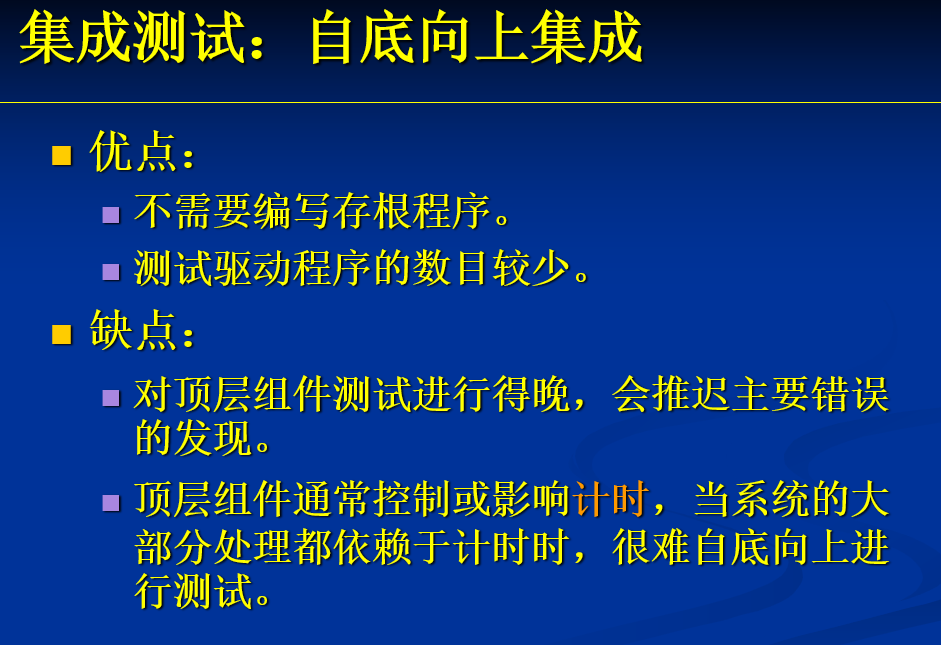 集成测试：自底向上集成
优点：
不需要编写存根程序。
测试驱动程序的数目较少。
缺点：
对顶层组件测试进行得晚，会推迟主要错误
的发现。
顶层组件通常控制或影响计时，当系统的大
部分处理都依赖于计时时，很难自底向上进
行测试。